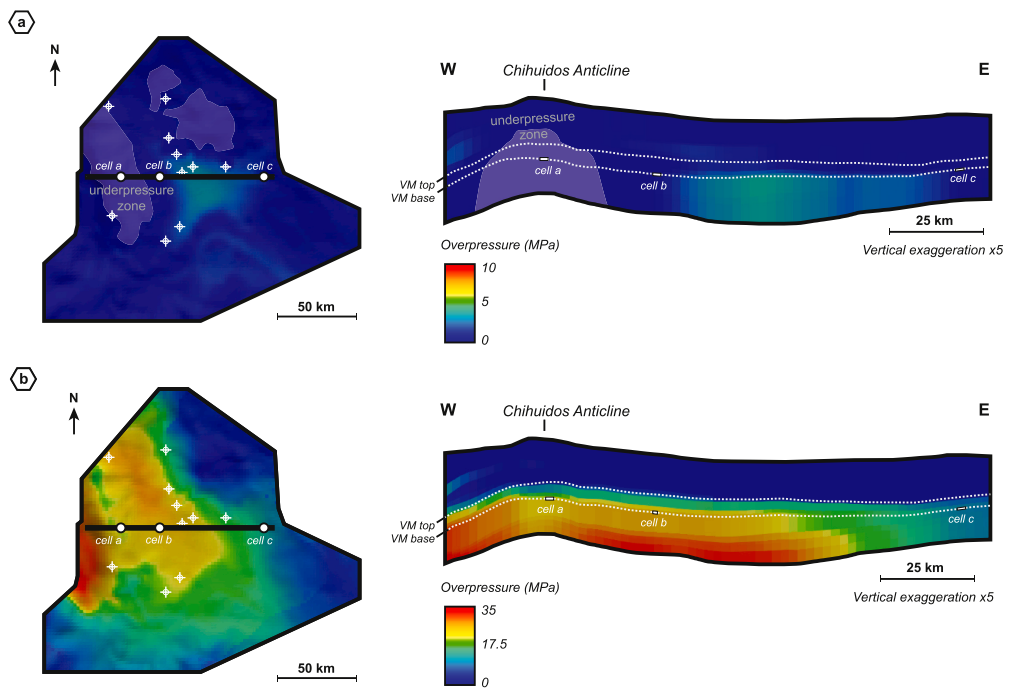 a
N
cell a
cell b
cell c
underpressure
zone
50 km
W
Chihuidos Anticline
E
underpressure
zone
cell a
cell b
cell c
VM top
VM base
25 km
Vertical exaggeration x5
Overpressure (MPa)
10
5
0
b
N
cell a
cell b
cell c
50 km
W
Chihuidos Anticline
E
cell a
cell b
cell c
VM top
VM base
25 km
Vertical exaggeration x5
Overpressure (MPa)
35
17.5
0